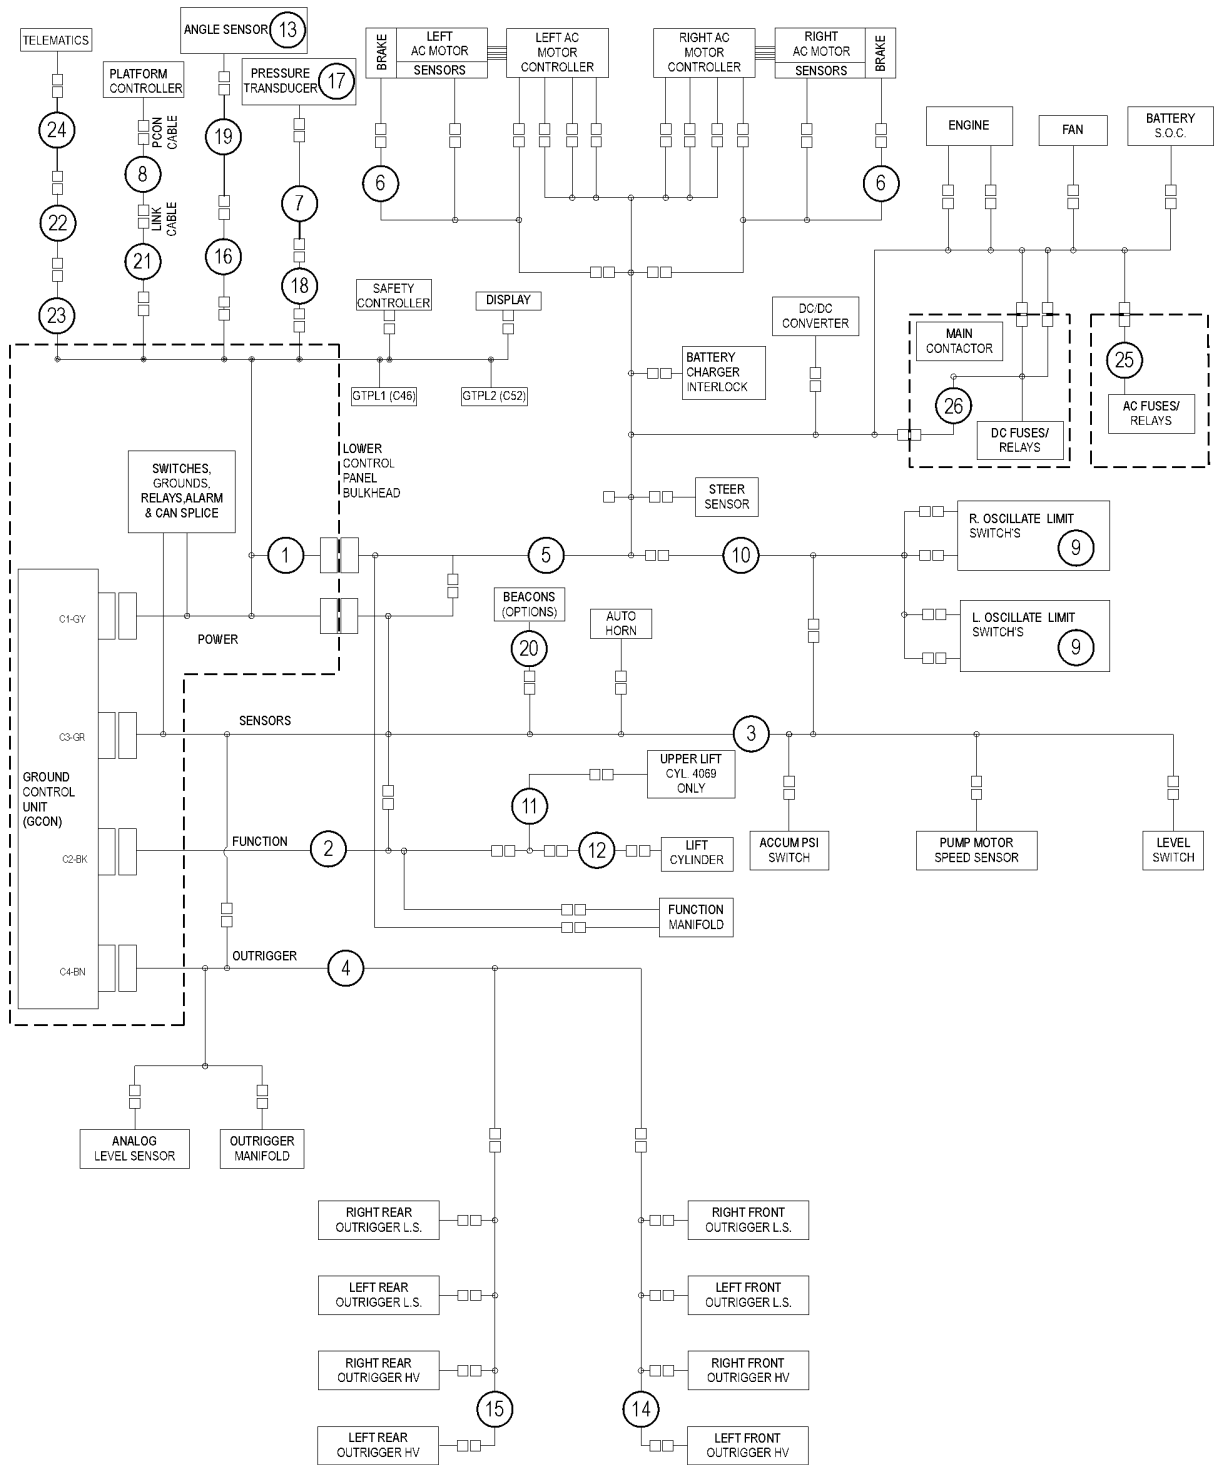 TELEMATICS
ANGLE SENSOR
13
PLATFORM
CONTROLLER
PRESSURE
TRANSDUCER
17
BRAKE
LEFT
AC MOTOR
SENSORS
LEFT AC
MOTOR
CONTROLLER
RIGHT AC
MOTOR
CONTROLLER
RIGHT
AC MOTOR
SENSORS
BRAKE
ENGINE
FAN
BATTERY
S.O.C.
24
PCON
CABLE
19
8
7
6
6
22
LINK
CABLE
21
16
18
23
SAFETY
CONTROLLER
DISPLAY
GTPL1 (C46)
GTPL2 (C52)
DC/DC
CONVERTER
BATTERY
CHARGER
INTERLOCK
MAIN
CONTACTOR
26
DC FUSES/
RELAYS
25
AC FUSES/
RELAYS
LOWER
CONTROL
PANEL
BULKHEAD
SWITCHES,
GROUNDS,
RELAYS,ALARM
& CAN SPLICE
STEER
SENSOR
1
5
10
R. OSCILLATE LIMIT
SWITCH'S
9
L. OSCILLATE LIMIT
SWITCH'S
9
BEACONS
(OPTIONS)
20
AUTO
HORN
C1-GY
POWER
C3-GR
SENSORS
3
GROUND
CONTROL
UNIT
(GCON)
UPPER LIFT
CYL. 4069
ONLY
11
C2-BK
FUNCTION
2
12
LIFT
CYLINDER
ACCUM PSI
SWITCH
PUMP MOTOR
SPEED SENSOR
LEVEL
SWITCH
FUNCTION
MANIFOLD
C4-BN
OUTRIGGER
4
ANALOG
LEVEL SENSOR
OUTRIGGER
MANIFOLD
RIGHT REAR
OUTRIGGER L.S.
RIGHT FRONT
OUTRIGGER L.S.
LEFT REAR
OUTRIGGER L.S.
LEFT FRONT
OUTRIGGER L.S.
RIGHT REAR
OUTRIGGER HV
RIGHT FRONT
OUTRIGGER HV
15
14
LEFT REAR
OUTRIGGER HV
LEFT FRONT
OUTRIGGER HV